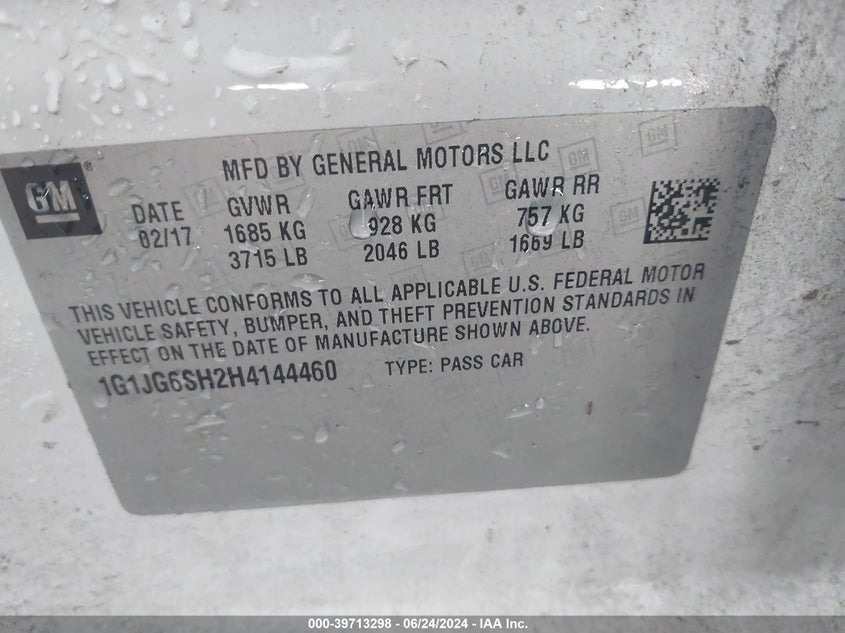 MFD BY GENERAL MOTORS LLC
GM ®
DATE GVWR GAWR FRT GAWR RR
02/17 1685 KG 928 KG 757 KG
3715 LB 2046 LB 1669 LB
THIS VEHICLE CONFORMS TO ALL APPLICABLE U.S. FEDERAL MOTOR
VEHICLE SAFETY, BUMPER, AND THEFT PREVENTION STANDARDS IN
EFFECT ON THE DATE OF MANUFACTURE SHOWN ABOVE.
1G1JG6SH2H4144460 TYPE: PASS CAR
000-39713298 - 06/24/2024 - IAA Inc.